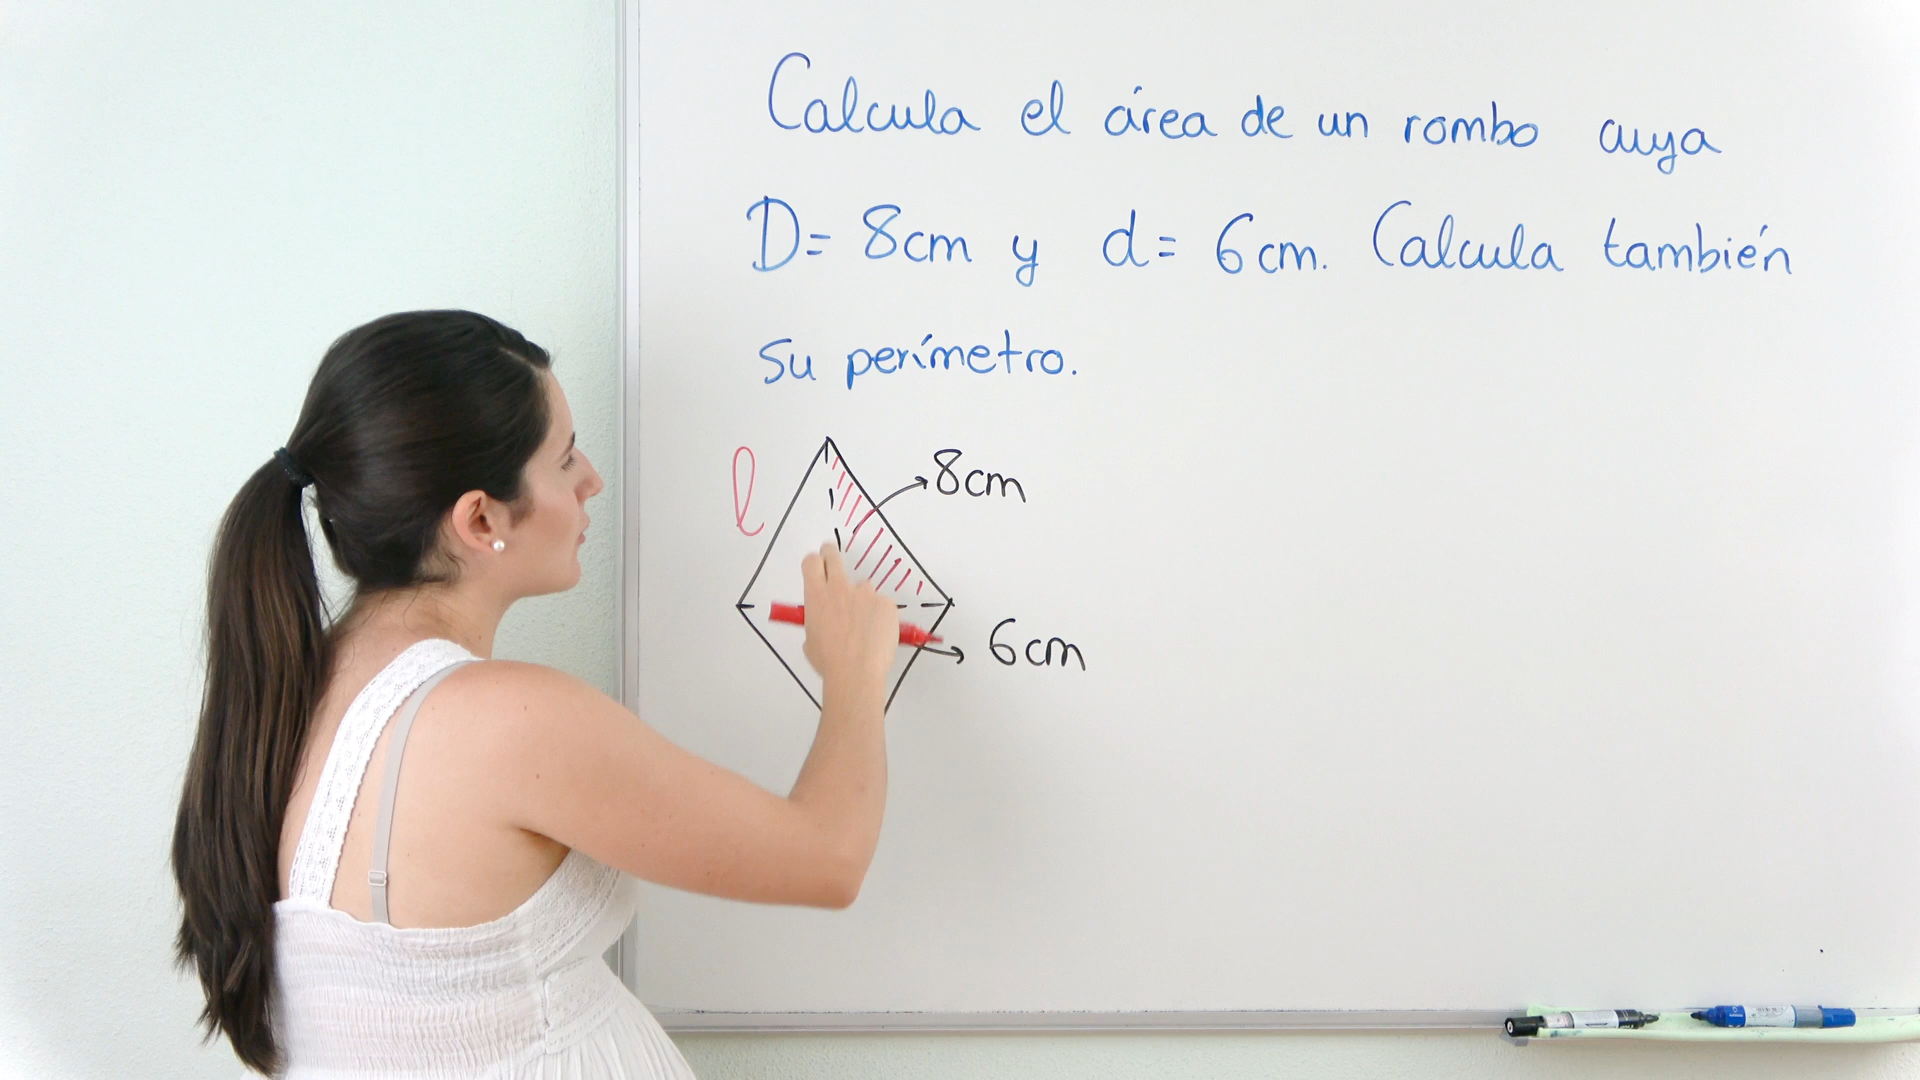 Calcula el área de un rombo cuya
D= 8cm y d= 6cm. Calcula también
su perímetro.
l
8cm
6cm